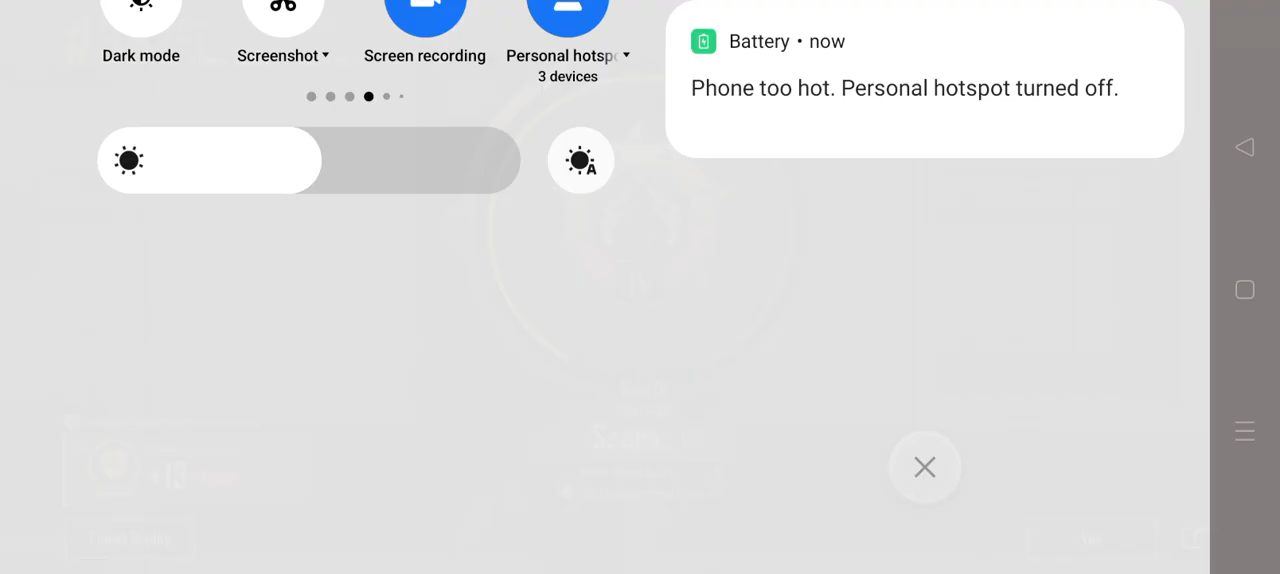 Dark mode
Screenshot
Screen recording
Personal hotsp
3 devices
A
Battery • now
Phone too hot. Personal hotspot turned off.